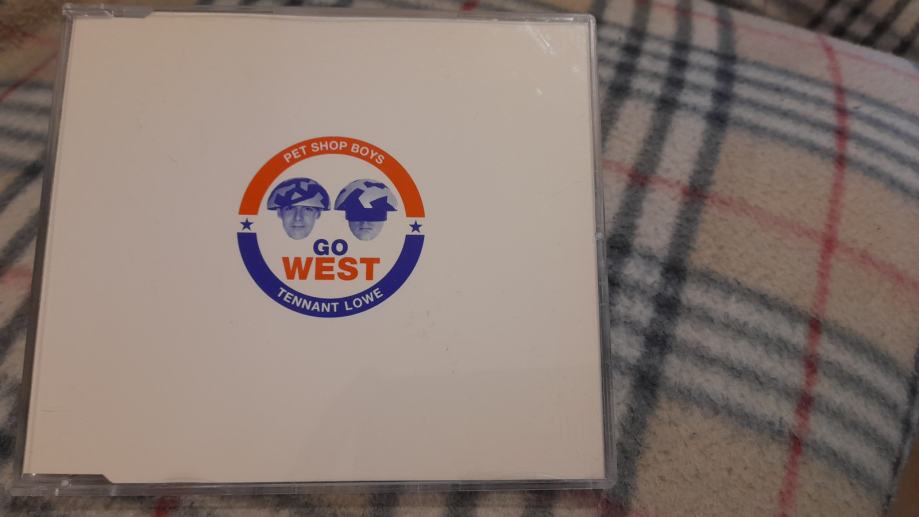 PET SHOP BOYS
GO
WEST
TENNANT LOWE